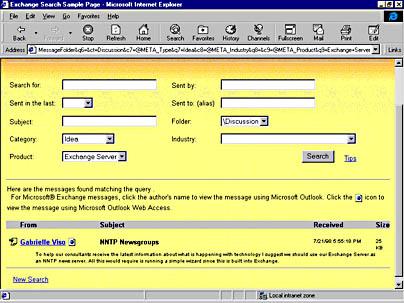 Exchange Search Sample Page - Microsoft Internet Explorer
File Edit View Go Favorites Help
Back Forward Stop Refresh Home Search Favorites History Channels Fullscreen Mail Print Edit
Address MessageFolder&q6=&ct=Discussion&c7=@META_Type&q7=Idea&c8=@META_Industry&q8=&c9=@META_Product&q9=Exchange+Server Links
Search for: Sent by:
Sent in the last: Sent to: (alias)
Subject: Folder: \Discussion
Category: Idea Industry:
Product: Exchange Server Search Tips
Here are the messages found matching the query .
For Microsoft® Exchange messages, click the author's name to view the message using Microsoft Outlook. Click the icon to
view the message using Microsoft Outlook Web Access.
From Subject Received Size
Gabrielle Viso NNTP Newsgroups 7/21/98 5:55:18 PM 25
KB
To help our consultants receive the latest information about what is happening with technology I suggest we should use our Exchange Server as
an NNTP news server. All this would require is running a simple wizard since this is built into Exchange.
New Search
Local intranet zone